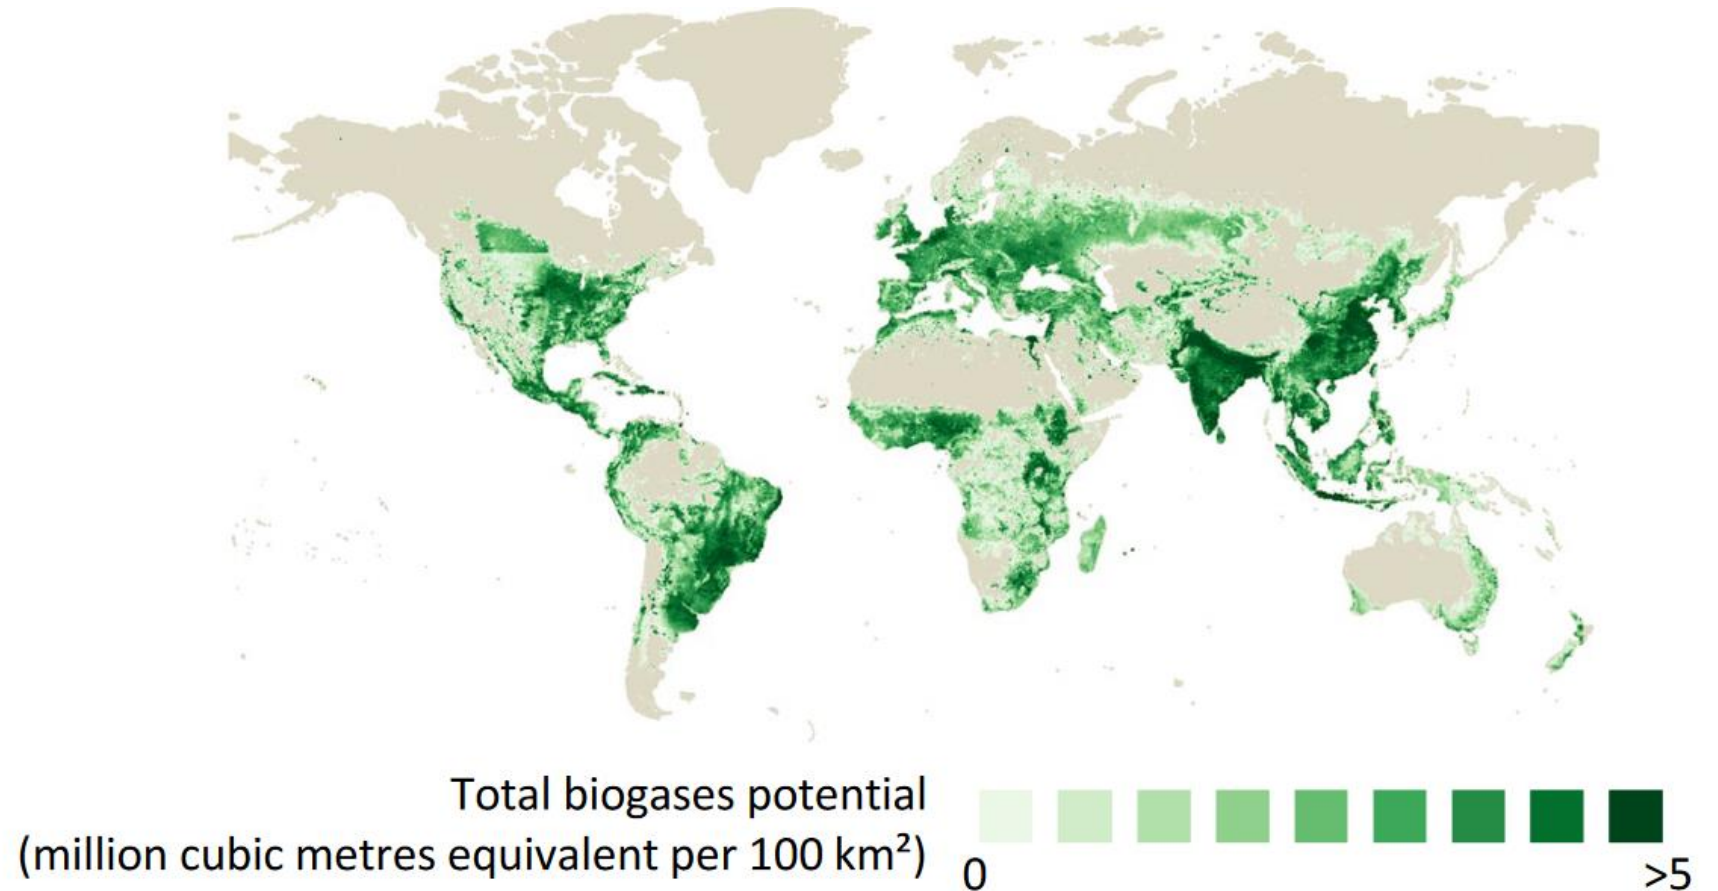 Total biogases potential
(million cubic metres equivalent per 100 km²)
0
>5